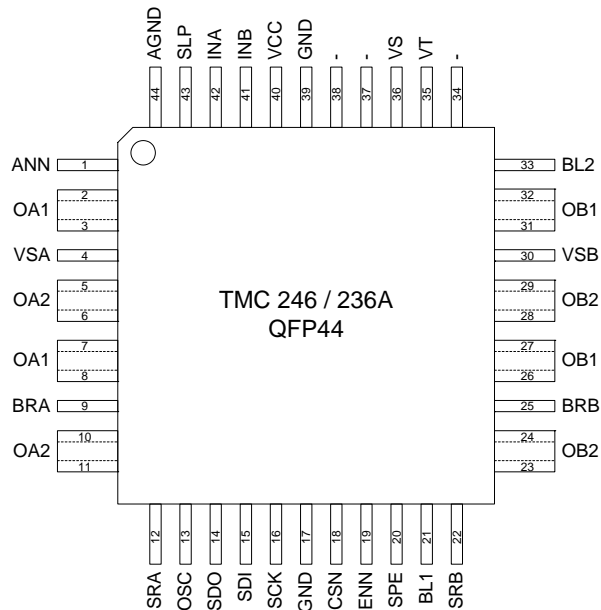 AGND SLP INA INB VCC GND - - VS VT -
44 43 42 41 40 39 38 37 36 35 34
ANN 1 33 BL2
2 32
OA1 OB1
3 31
VSA 4 30 VSB
5 29
OA2 OB2
6 28
TMC 246 / 236A
QFP44
7 27
OA1 OB1
8 26
BRA 9 25 BRB
10 24
OA2 OB2
11 23
12 13 14 15 16 17 18 19 20 21 22
SRA OSC SDO SDI SCK GND CSN ENN SPE BL1 SRB